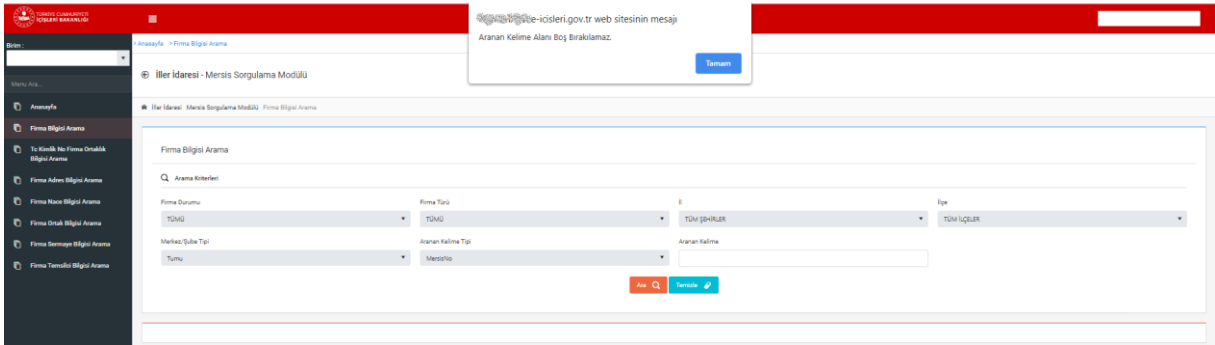 TÜRKİYE CUMHURİYETİ
İÇİŞLERİ BAKANLIĞI
e-icisleri.gov.tr web sitesinin mesajı
Aranan Kelime Alanı Boş Bırakılamaz.
Tamam
Birim :
Menu Ara...
Anasayfa
Firma Bilgisi Arama
Tc Kimlik No Firma Ortaklık
Bilgisi Arama
Firma Adres Bilgisi Arama
Firma Nace Bilgisi Arama
Firma Ortak Bilgisi Arama
Firma Sermaye Bilgisi Arama
Firma Temsilci Bilgisi Arama
Anasayfa > Firma Bilgisi Arama
İller İdaresi - Mersis Sorgulama Modülü
İller İdaresi Mersis Sorgulama Modülü Firma Bilgisi Arama
Firma Bilgisi Arama
Arama Kriterleri
Firma Durumu Firma Türü İl İlçe
TÜMÜ TÜMÜ TÜM ŞEHİRLER TÜM İLÇELER
Merkez/Şube Tipi Aranan Kelime Tipi Aranan Kelime
Tumu MersisNo
Ara Temizle